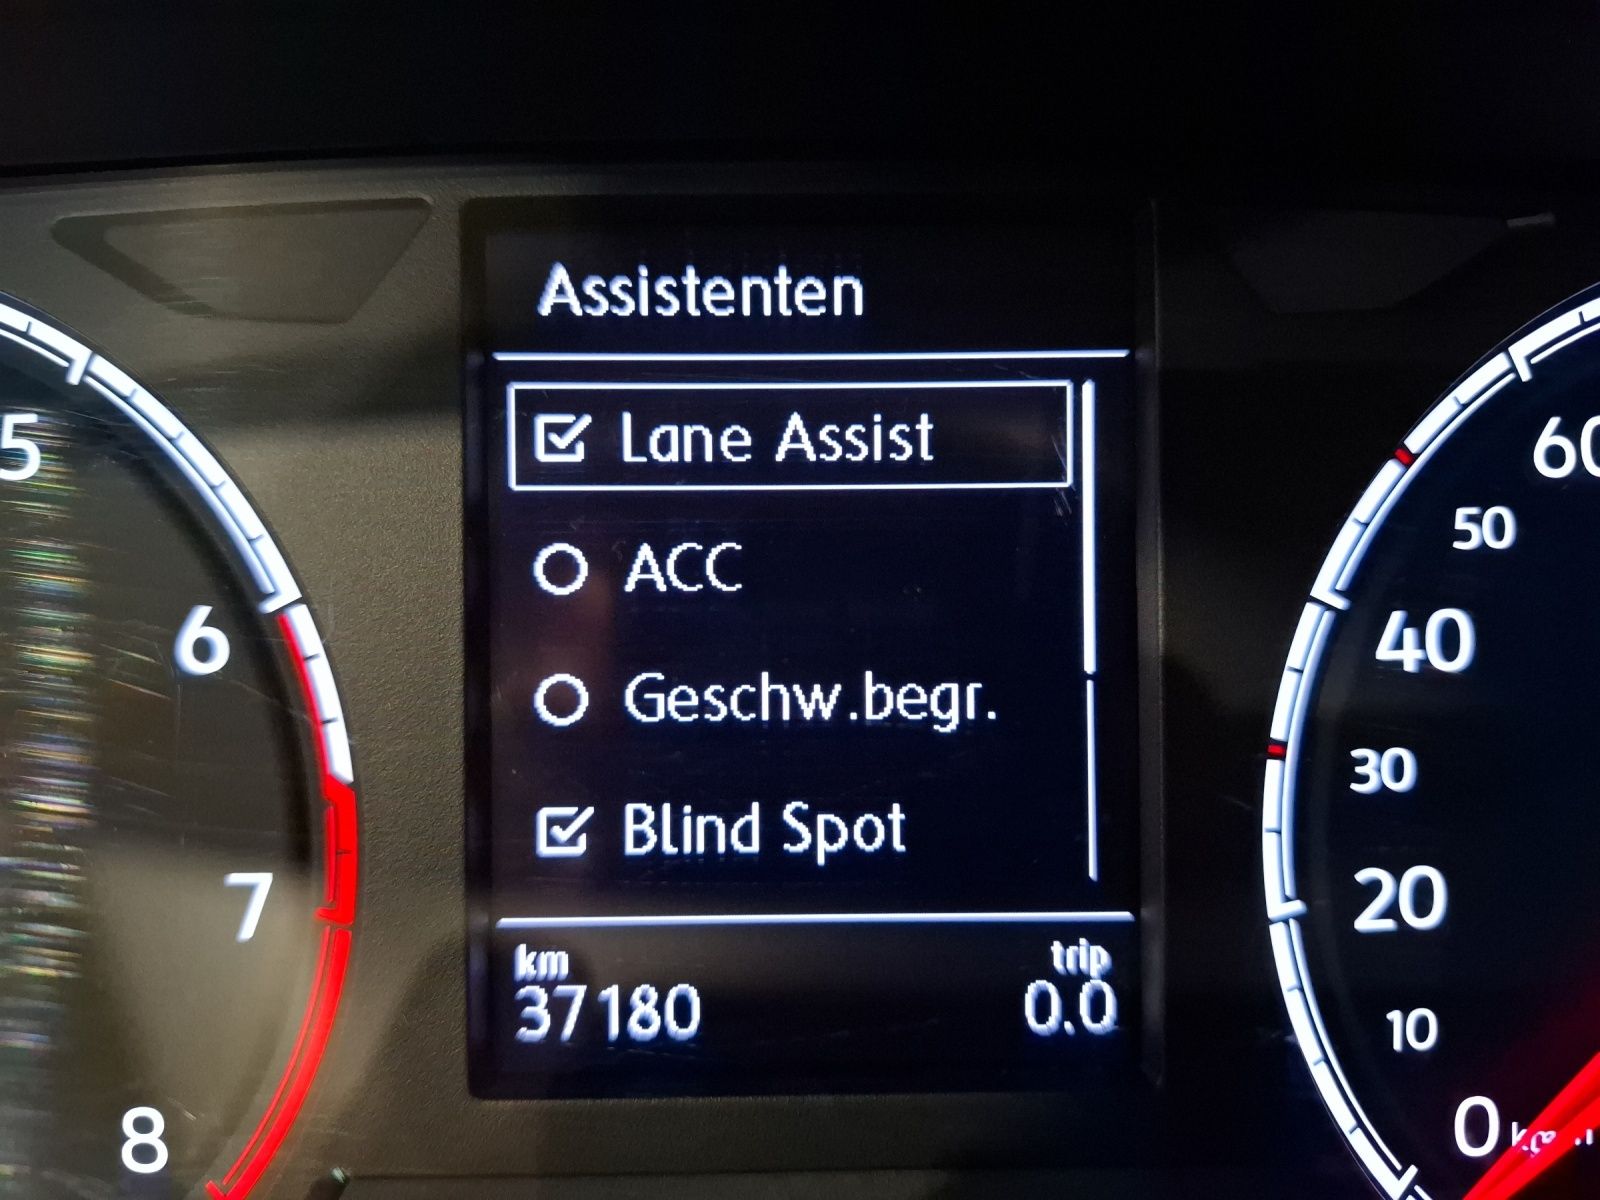 Assistenten
Lane Assist
ACC
Geschw.begr.
Blind Spot
km
trip
37180
0.0
5
6
7
8
60
50
40
30
20
10
0